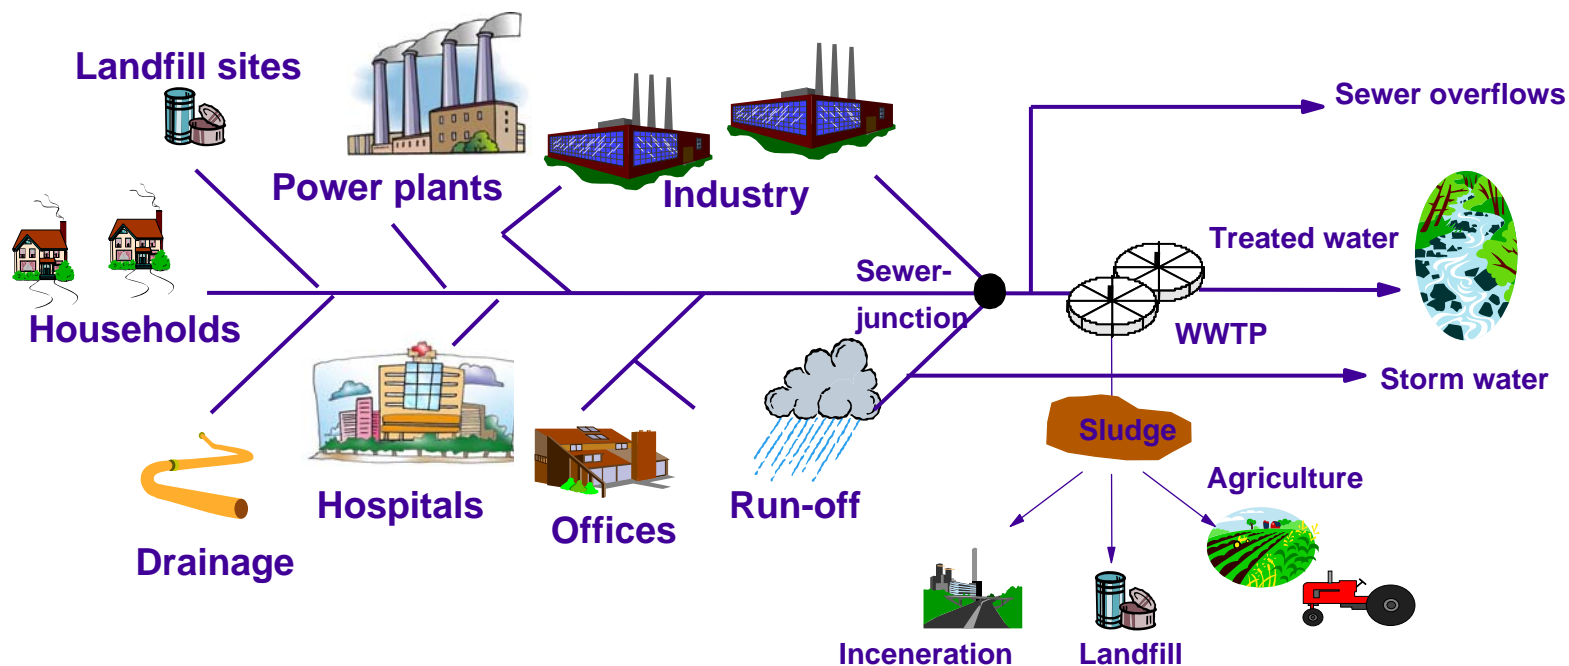 Landfill sites
Power plants
Industry
Sewer overflows
Treated water
Households
Sewer-
junction
WWTP
Storm water
Sludge
Hospitals
Offices
Run-off
Agriculture
Drainage
Inceneration
Landfill